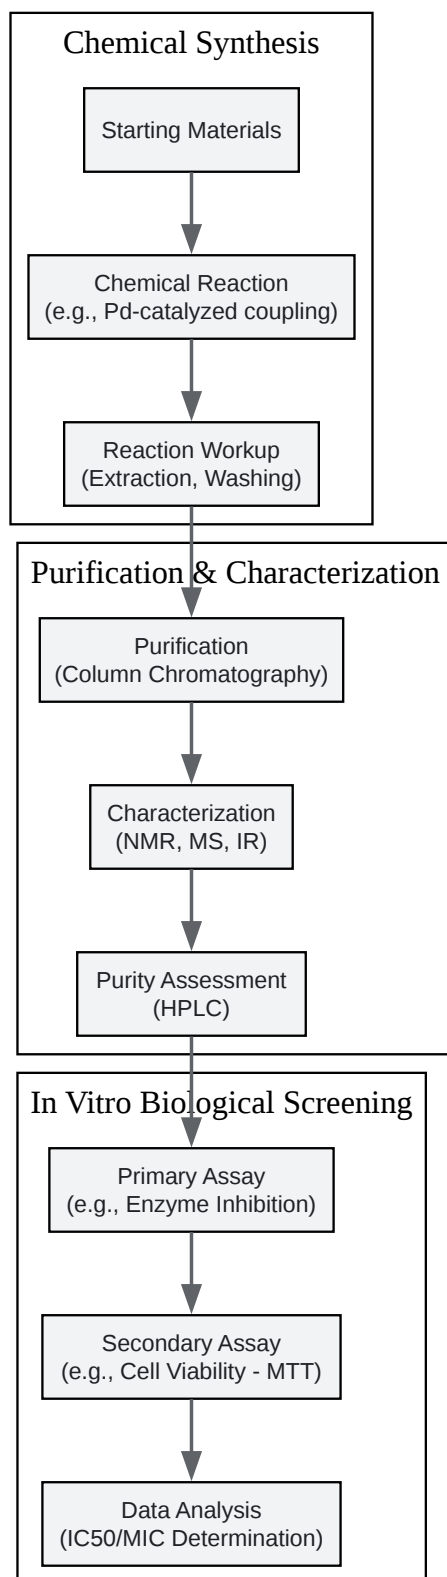 Chemical Synthesis
Starting Materials
Chemical Reaction
(e.g., Pd-catalyzed coupling)
Reaction Workup
(Extraction, Washing)
Purification & Characterization
Purification
(Column Chromatography)
Characterization
(NMR, MS, IR)
Purity Assessment
(HPLC)
In Vitro Biological Screening
Primary Assay
(e.g., Enzyme Inhibition)
Secondary Assay
(e.g., Cell Viability - MTT)
Data Analysis
(IC50/MIC Determination)